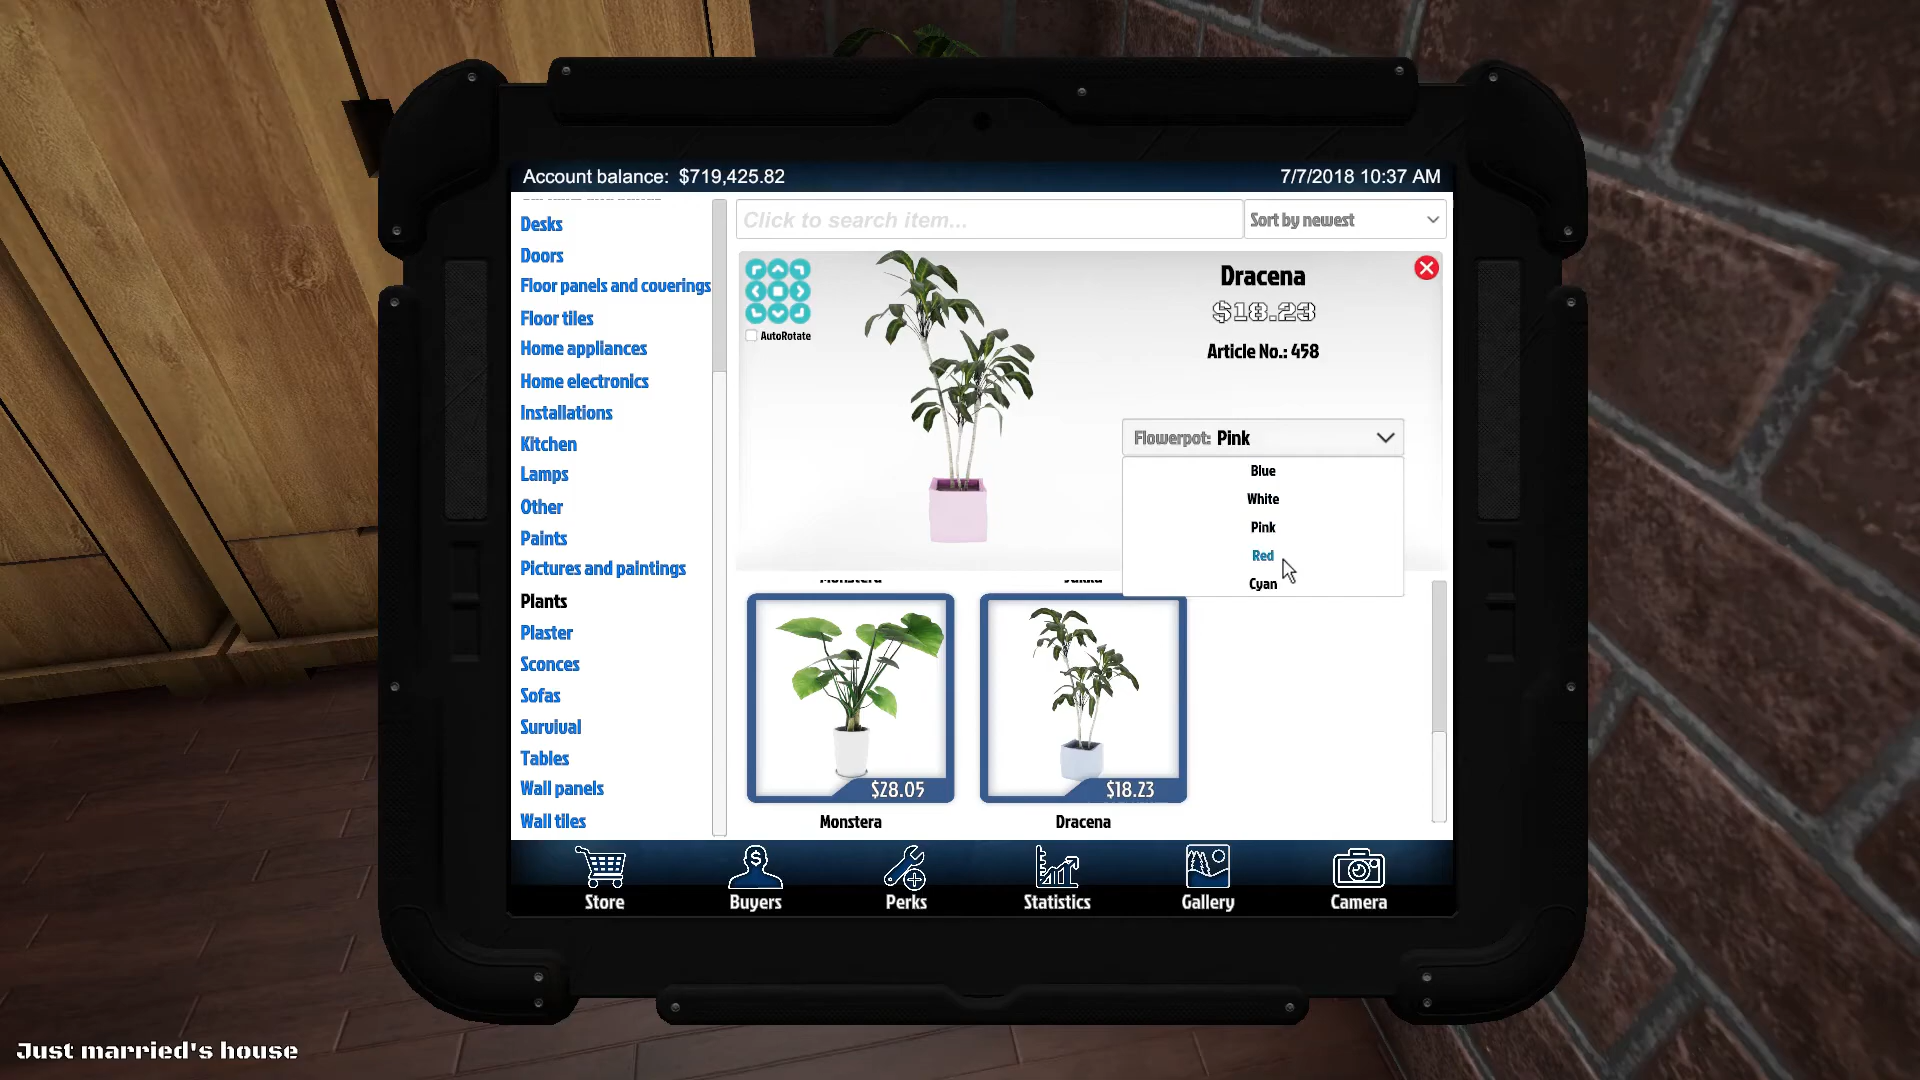 Account balance: $719,425.82
7/7/2018 10:37 AM
Desks
Doors
Floor panels and coverings
Floor tiles
Home appliances
Home electronics
Installations
Kitchen
Lamps
Other
Paints
Pictures and paintings
Plants
Plaster
Sconces
Sofas
Survival
Tables
Wall panels
Wall tiles
Click to search item...
Sort by newest
AutoRotate
Dracena
$18.23
Article No.: 458
Flowerpot: Pink
Blue
White
Pink
Red
Cyan
$28.05
Monstera
$18.23
Dracena
Store
Buyers
Perks
Statistics
Gallery
Camera
Just married's house